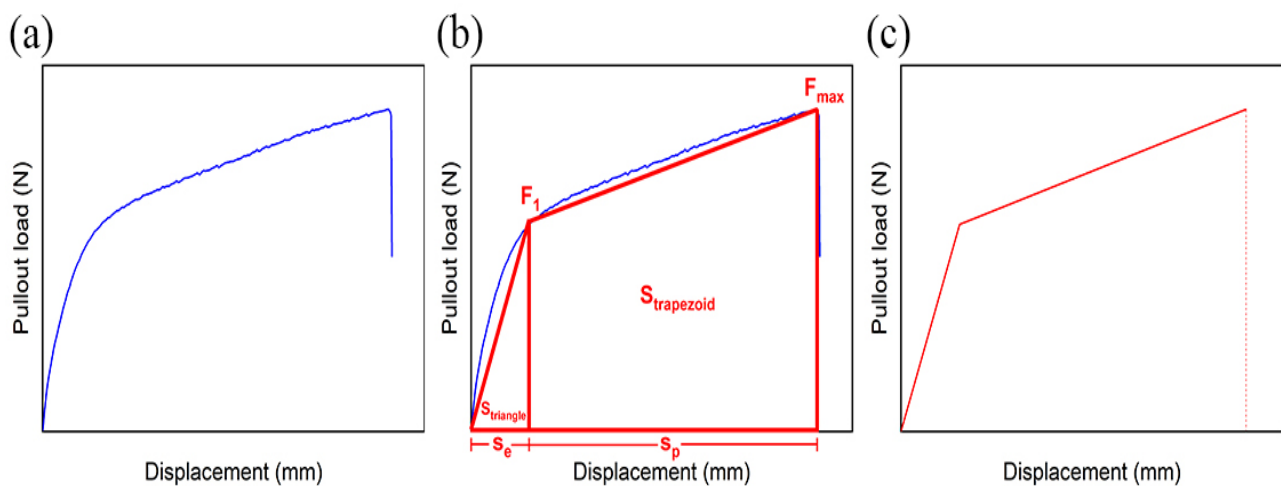 (a)
Pullout load (N)
Displacement (mm)
(b)
Pullout load (N)
F1
Fmax
Strapezoid
Striangle
Se
Sp
Displacement (mm)
(c)
Pullout load (N)
Displacement (mm)